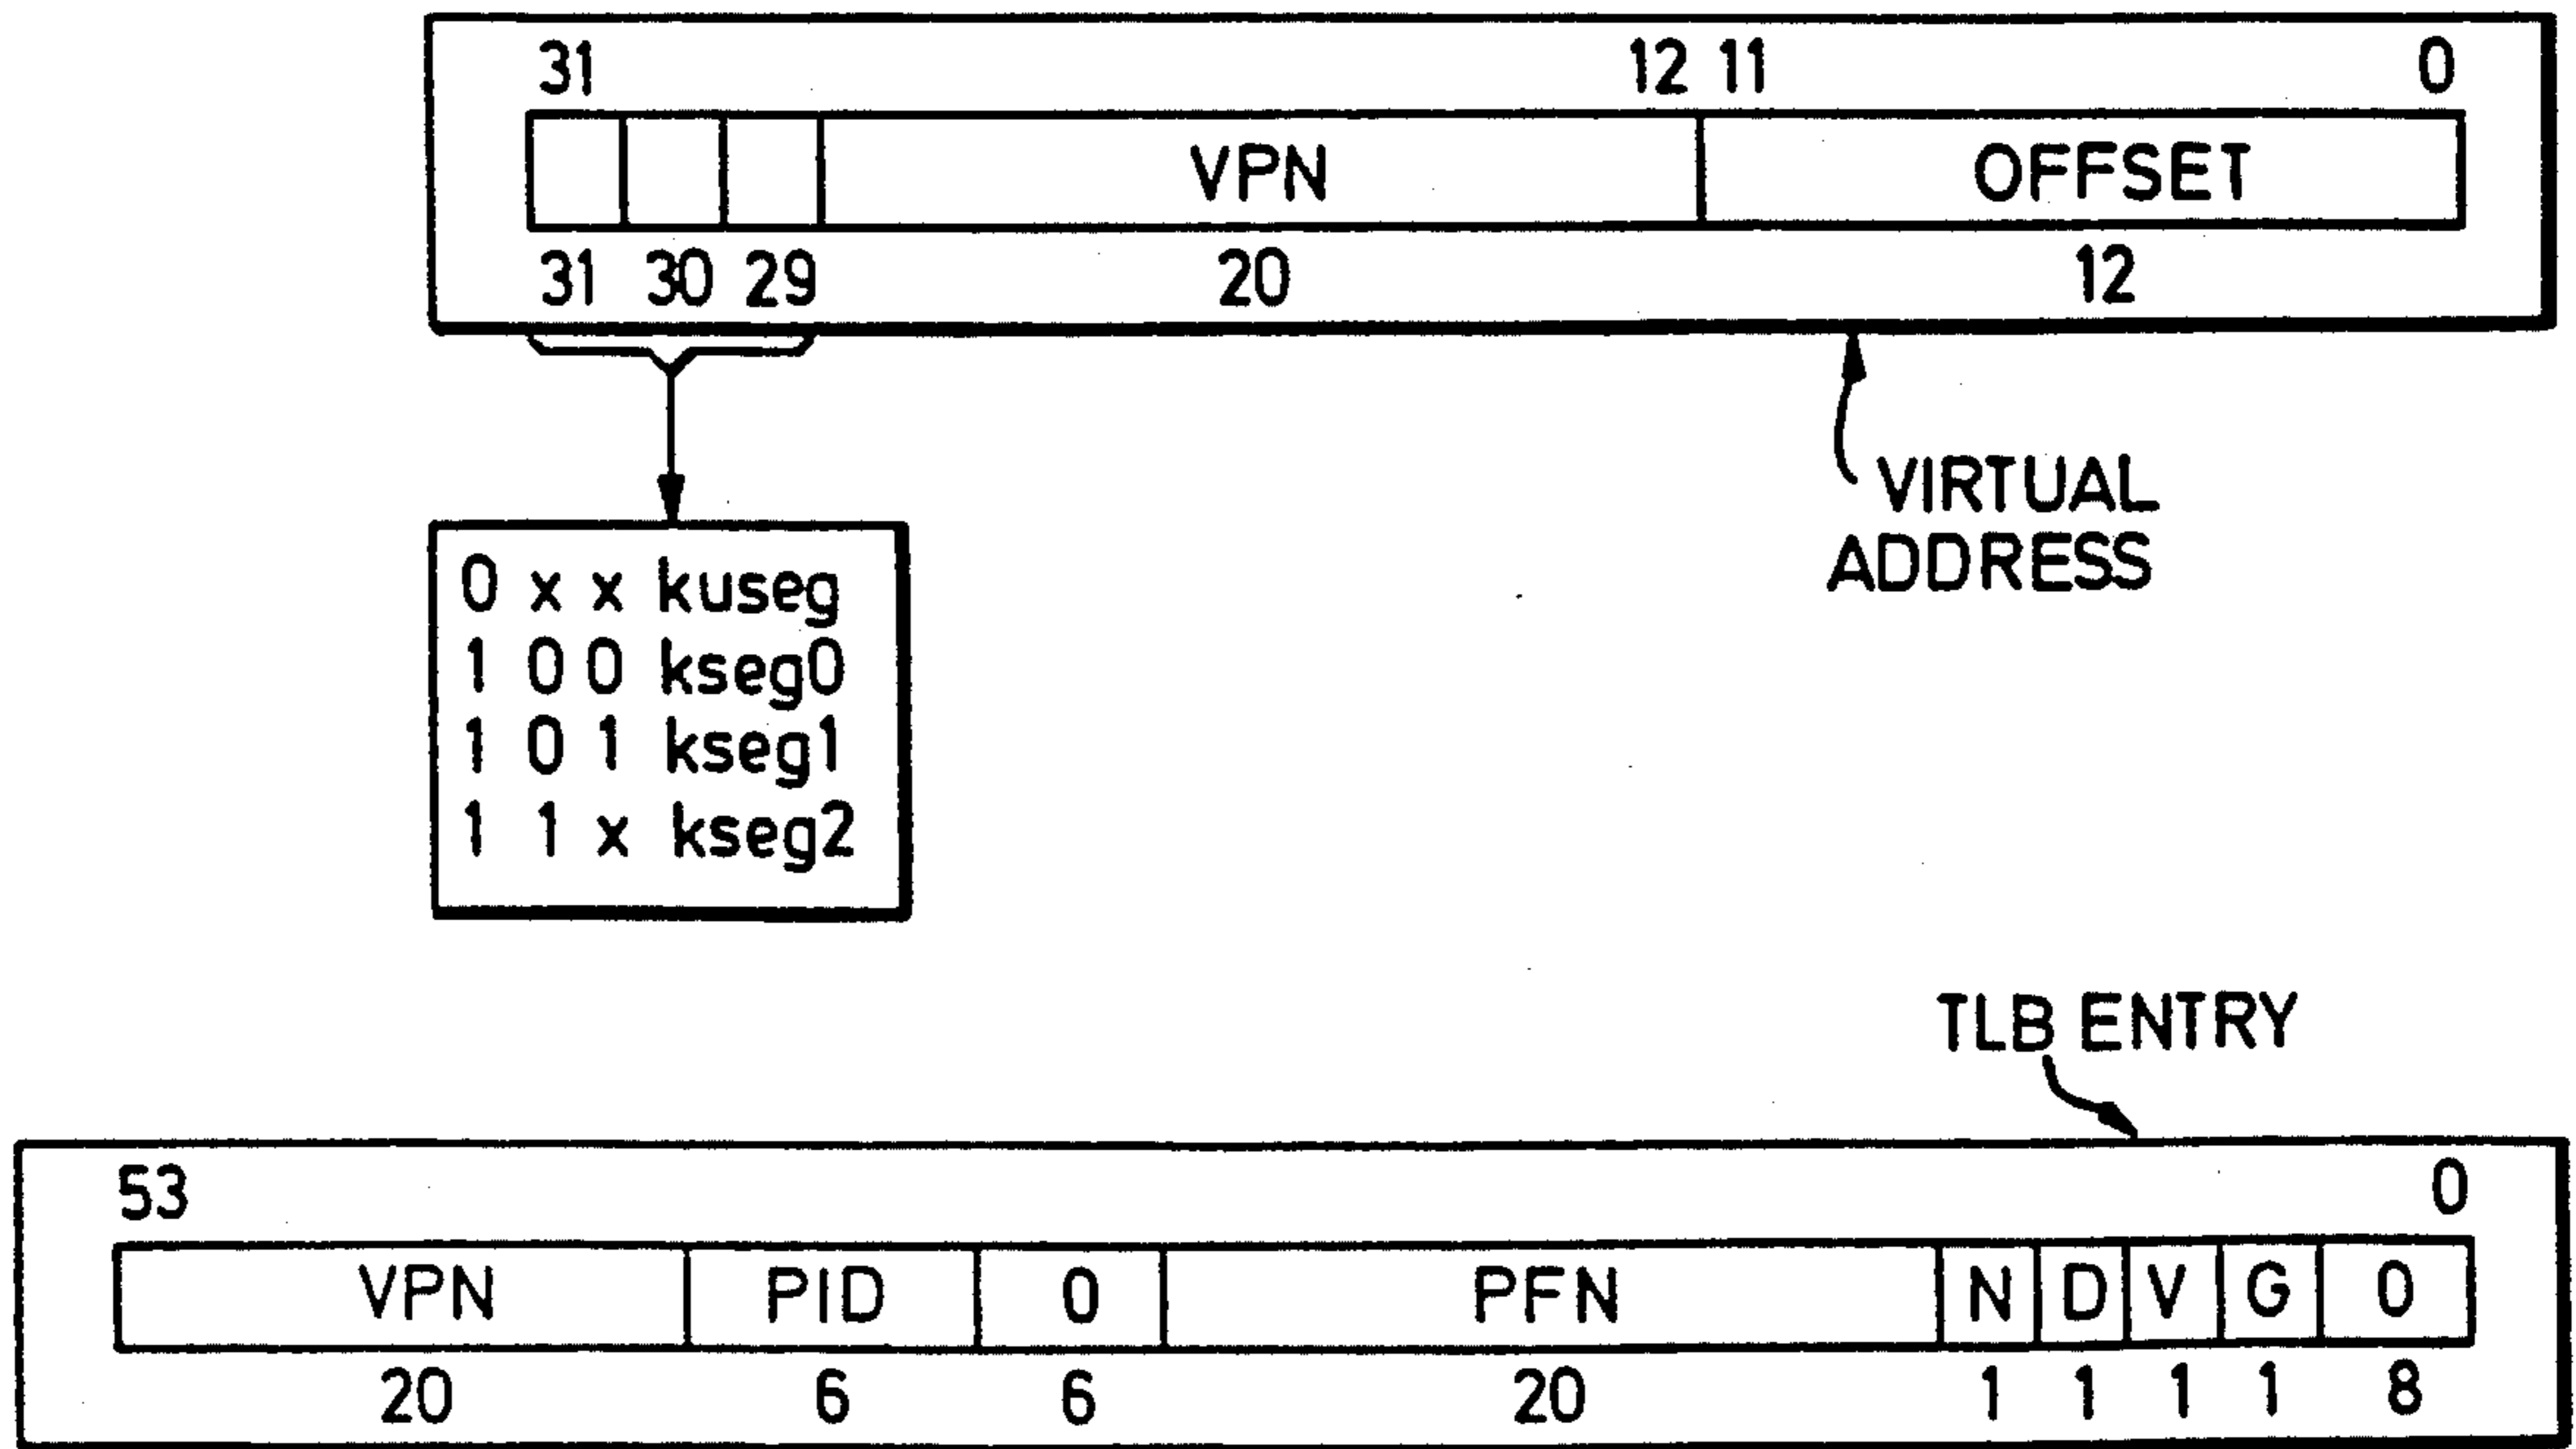 31 12 11 0
VPN OFFSET
31 30 29 20 12
VIRTUAL
ADDRESS
0 x x kuseg
1 0 0 kseg0
1 0 1 kseg1
1 1 x kseg2
TLB ENTRY
53 0
VPN PID 0 PFN N D V G 0
20 6 6 20 1 1 1 1 8